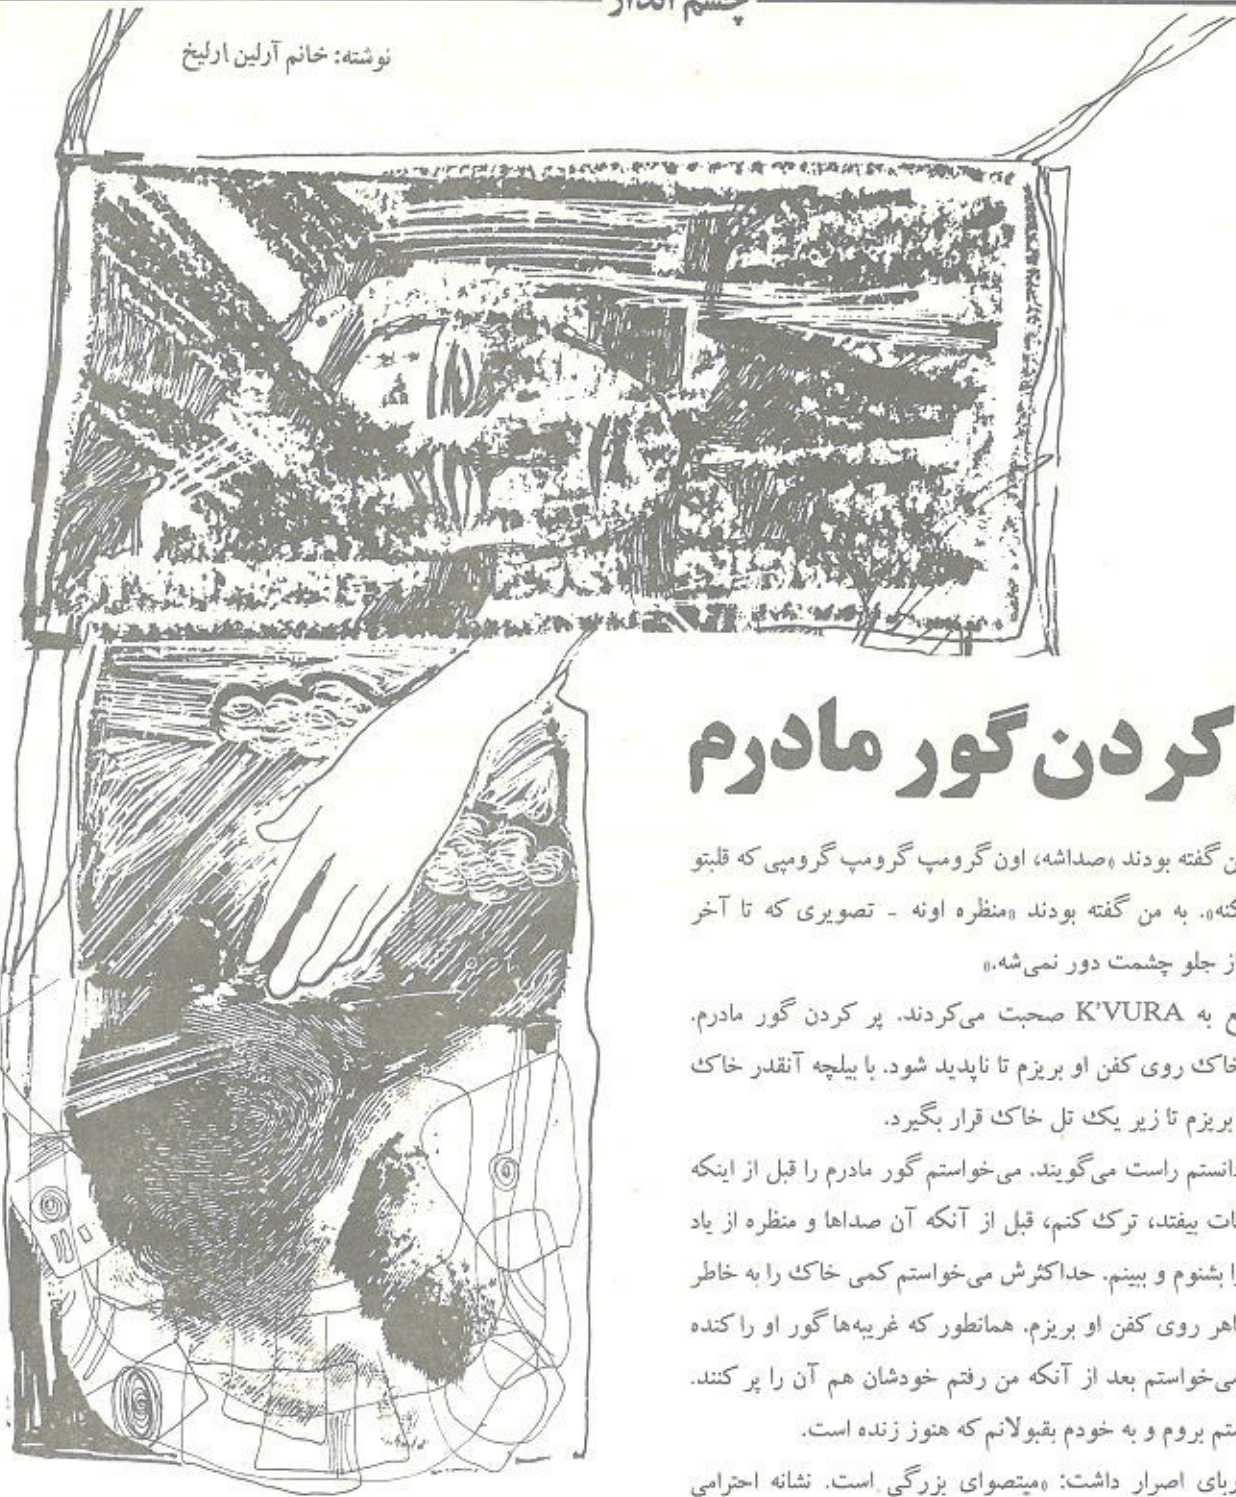 چشم انداز
نوشته: خانم آرلین ارلیخ
کردن گور مادرم
گفته بودند «صداشه، اون گرومپ گرومپ گرومپی که قلبتو
به من گفته بودند «منظره اونه - تصویری که تا آخر
از جلو چشمت دور نمی‌شه.»
به K'VURA صحبت می‌کردند. پر کردن گور مادرم.
خاک روی کفن او بریزم تا ناپدید شود. با بیلچه آنقدر خاک
بریزم تا زیر یک تل خاک قرار بگیرد.
راست می‌گویند. می‌خواستم گور مادرم را قبل از اینکه
بیفتد، ترک کنم، قبل از آنکه آن صداها و منظره از یاد
بشنوم و ببینم. حداکثرش می‌خواستم کمی خاک را به خاطر
روی کفن او بریزم. همانطور که غریبه‌ها گور او را کنده
می‌خواستم بعد از آنکه من رفتم خودشان هم آن را پر کنند.
بروم و به خودم بقبولانم که هنوز زنده است.
اصرار داشت: «میتصوای بزرگی است. نشانه احترامی